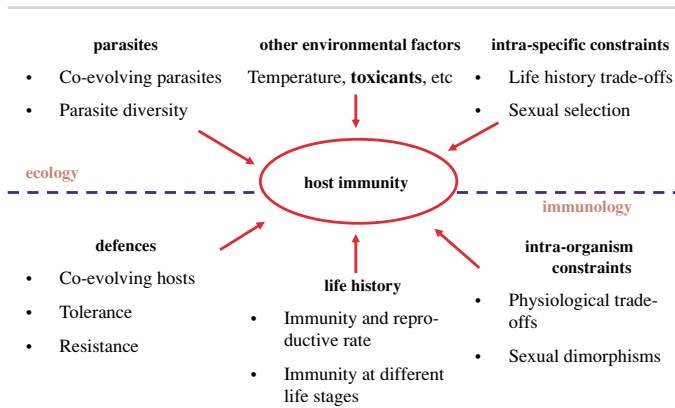 parasites
• Co-evolving parasites
• Parasite diversity
other environmental factors
Temperature, toxicants, etc
intra-specific constraints
• Life history trade-offs
• Sexual selection
ecology
host immunity
immunology
defences
• Co-evolving hosts
• Tolerance
• Resistance
life history
• Immunity and repro-
ductive rate
• Immunity at different
life stages
intra-organism
constraints
• Physiological trade-
offs
• Sexual dimorphisms